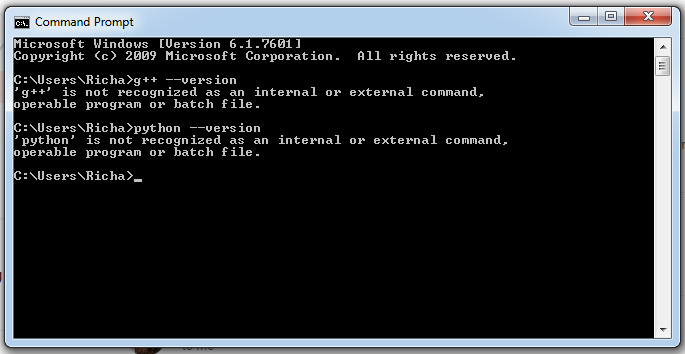 Command Prompt
Microsoft Windows [Version 6.1.7601]
Copyright (c) 2009 Microsoft Corporation.  All rights reserved.
C:\Users\Richa>g++ --version
'g++' is not recognized as an internal or external command,
operable program or batch file.
C:\Users\Richa>python --version
'python' is not recognized as an internal or external command,
operable program or batch file.
C:\Users\Richa>_